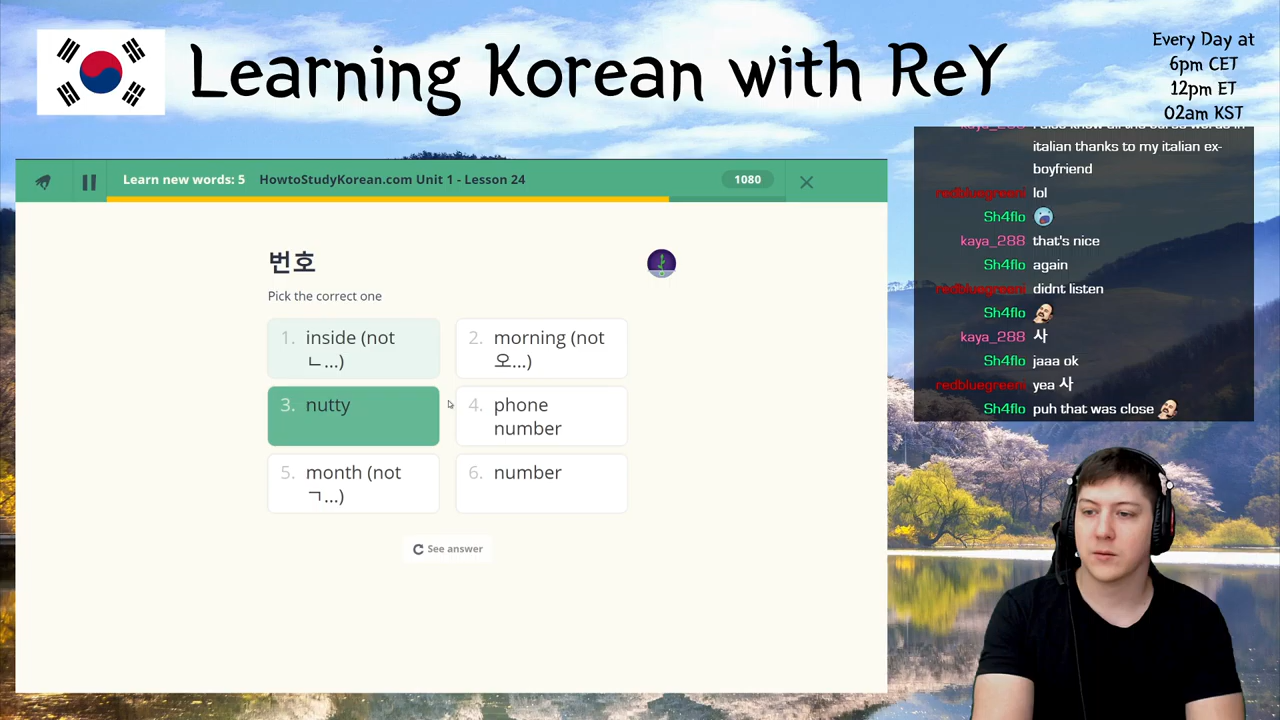 Learning Korean with ReY
Every Day at
6pm CET
12pm ET
02am KST
Learn new words: 5 HowtoStudyKorean.com Unit 1 - Lesson 24
1080
번호
Pick the correct one
1. inside (not ㄴ...)
2. morning (not 오...)
3. nutty
4. phone number
5. month (not ㄱ...)
6. number
See answer
italian thanks to my italian ex-
boyfriend
redbluegreeni lol
Sh4flo
kaya_288 that's nice
Sh4flo again
redbluegreeni didnt listen
Sh4flo
kaya_288 사
Sh4flo jaaa ok
redbluegreeni yea 사
Sh4flo puh that was close